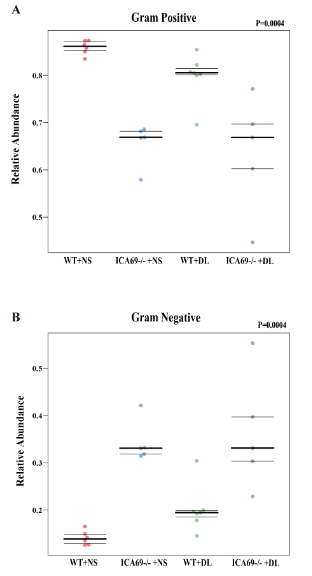 A
Gram Positive
P=0.0004
Relative Abundance
0.8
0.7
0.6
0.5
WT+NS ICA69-/- +NS WT+DL ICA69-/- +DL
B
Gram Negative
P=0.0004
Relative Abundance
0.5
0.4
0.3
0.2
WT+NS ICA69-/- +NS WT+DL ICA69-/- +DL